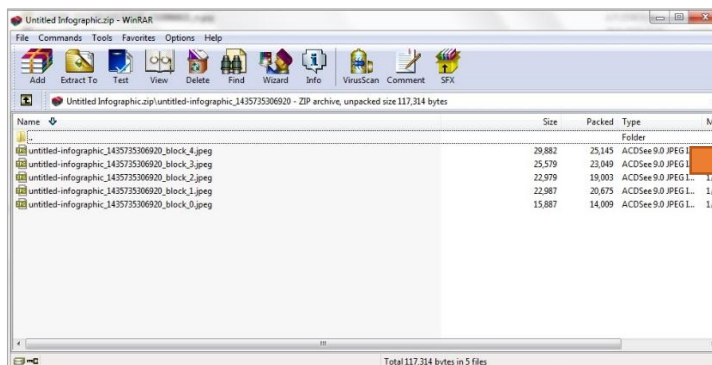 Untitled Infographic.zip - WinRAR
File Commands Tools Favorites Options Help
Add Extract To Test View Delete Find Wizard Info VirusScan Comment SFX
Untitled Infographic.zip\untitled-infographic_1435735306920 - ZIP archive, unpacked size 117,314 bytes
Name Size Packed Type M
.. Folder
untitled-infographic_1435735306920_block_4.jpeg 29,882 25,145 ACDSee 9.0 JPEG I
untitled-infographic_1435735306920_block_3.jpeg 25,579 23,049 ACDSee 9.0 JPEG I
untitled-infographic_1435735306920_block_2.jpeg 22,979 19,003 ACDSee 9.0 JPEG I... 1
untitled-infographic_1435735306920_block_1.jpeg 22,987 20,675 ACDSee 9.0 JPEG I... 1
untitled-infographic_1435735306920_block_0.jpeg 15,887 14,009 ACDSee 9.0 JPEG I... 1
Total 117,314 bytes in 5 files